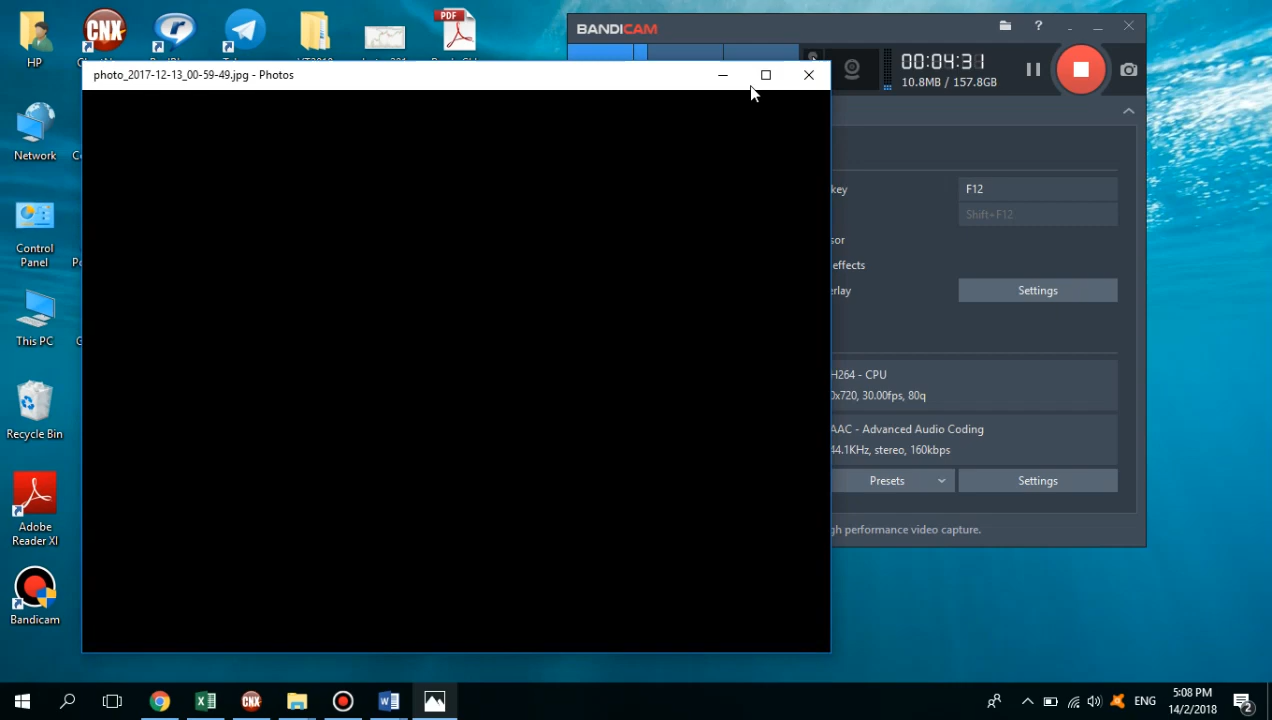 CNX
PDF
HP
BANDICAM
?
00:04:31
10.8MB / 157.8GB
photo_2017-12-13_00-59-49.jpg - Photos
Network
key
F12
Shift+F12
sor
effects
erlay
Settings
Control
Panel
This PC
H264 - CPU
0x720, 30.00fps, 80q
AAC - Advanced Audio Coding
44.1KHz, stereo, 160kbps
Presets
Settings
Recycle Bin
gh performance video capture.
Adobe
Reader XI
Bandicam
CNX
ENG
5:08 PM
14/2/2018
2